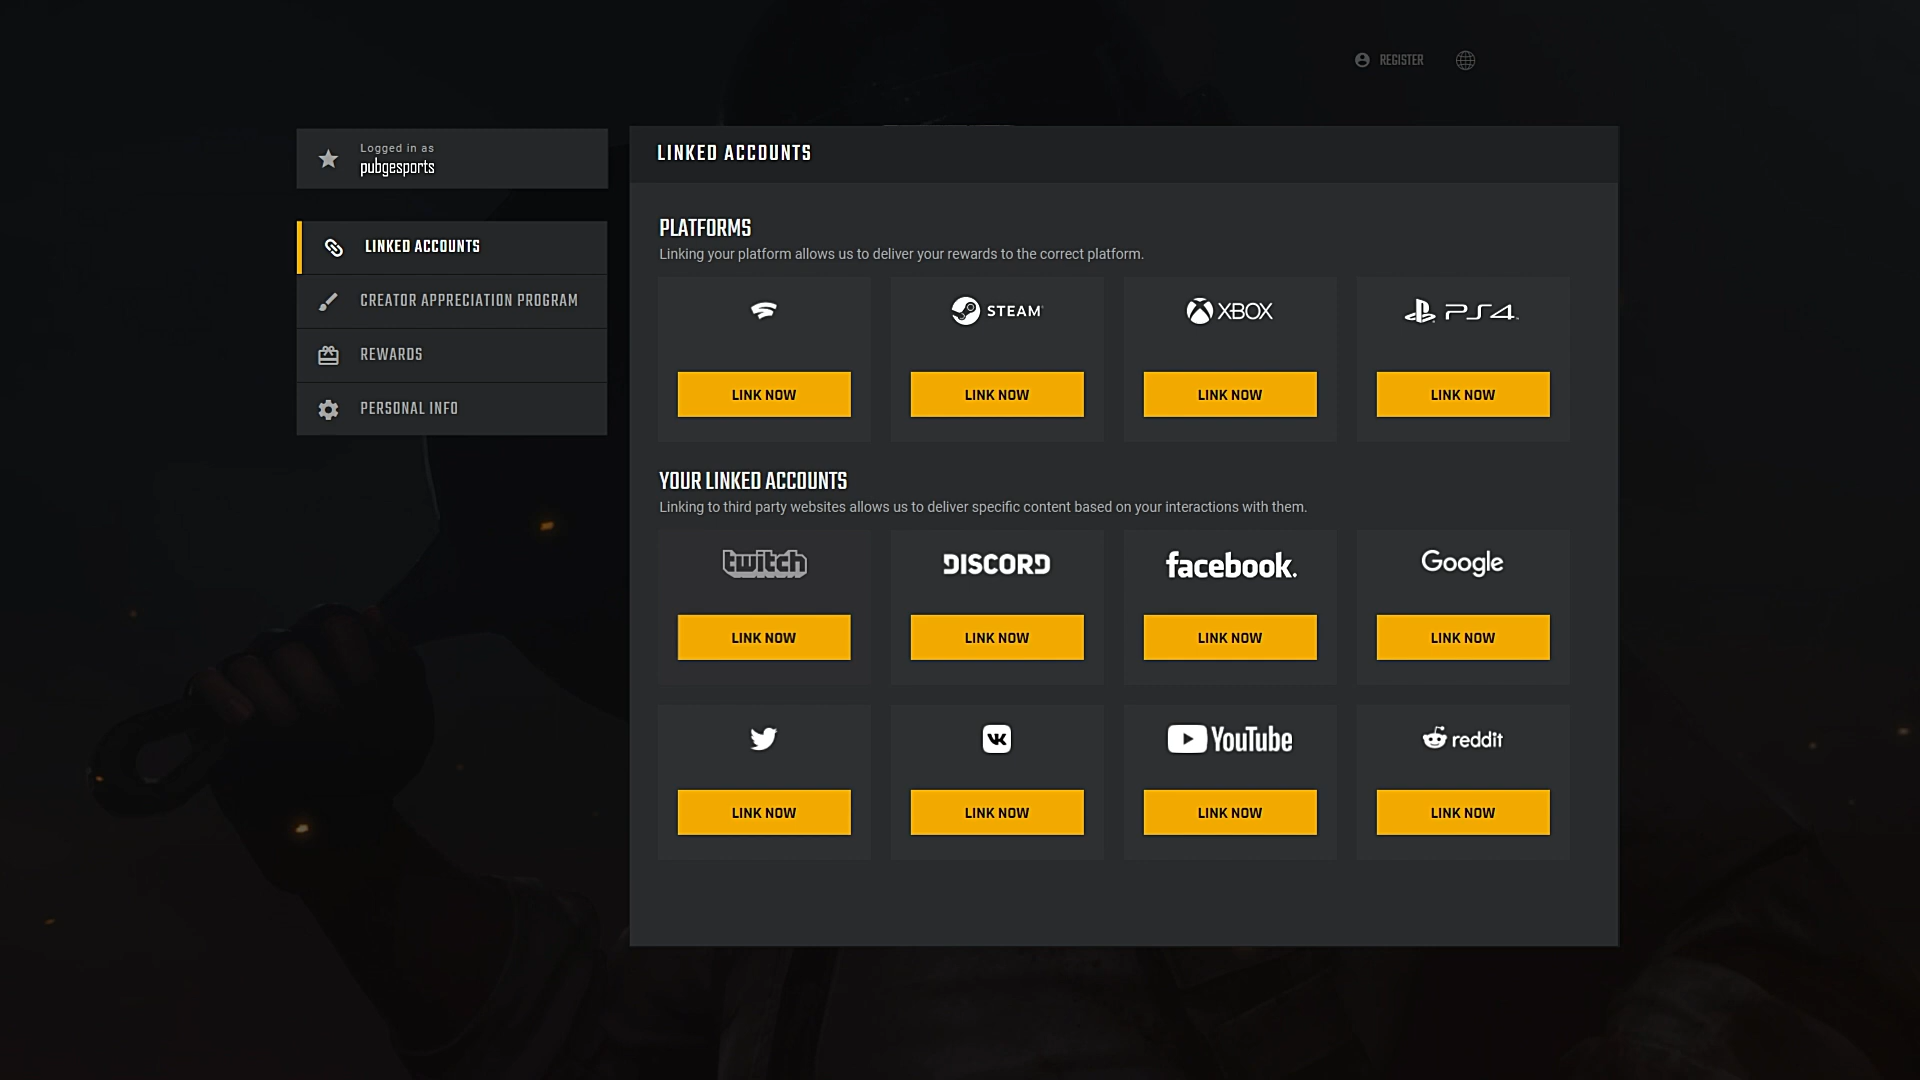 REGISTER
Logged in as
pubgesports
LINKED ACCOUNTS
CREATOR APPRECIATION PROGRAM
REWARDS
PERSONAL INFO
LINKED ACCOUNTS
PLATFORMS
Linking your platform allows us to deliver your rewards to the correct platform.
STEAM XBOX PS4
LINK NOW LINK NOW LINK NOW LINK NOW
YOUR LINKED ACCOUNTS
Linking to third party websites allows us to deliver specific content based on your interactions with them.
twitch DISCORD facebook. Google
LINK NOW LINK NOW LINK NOW LINK NOW
VK YouTube reddit
LINK NOW LINK NOW LINK NOW LINK NOW